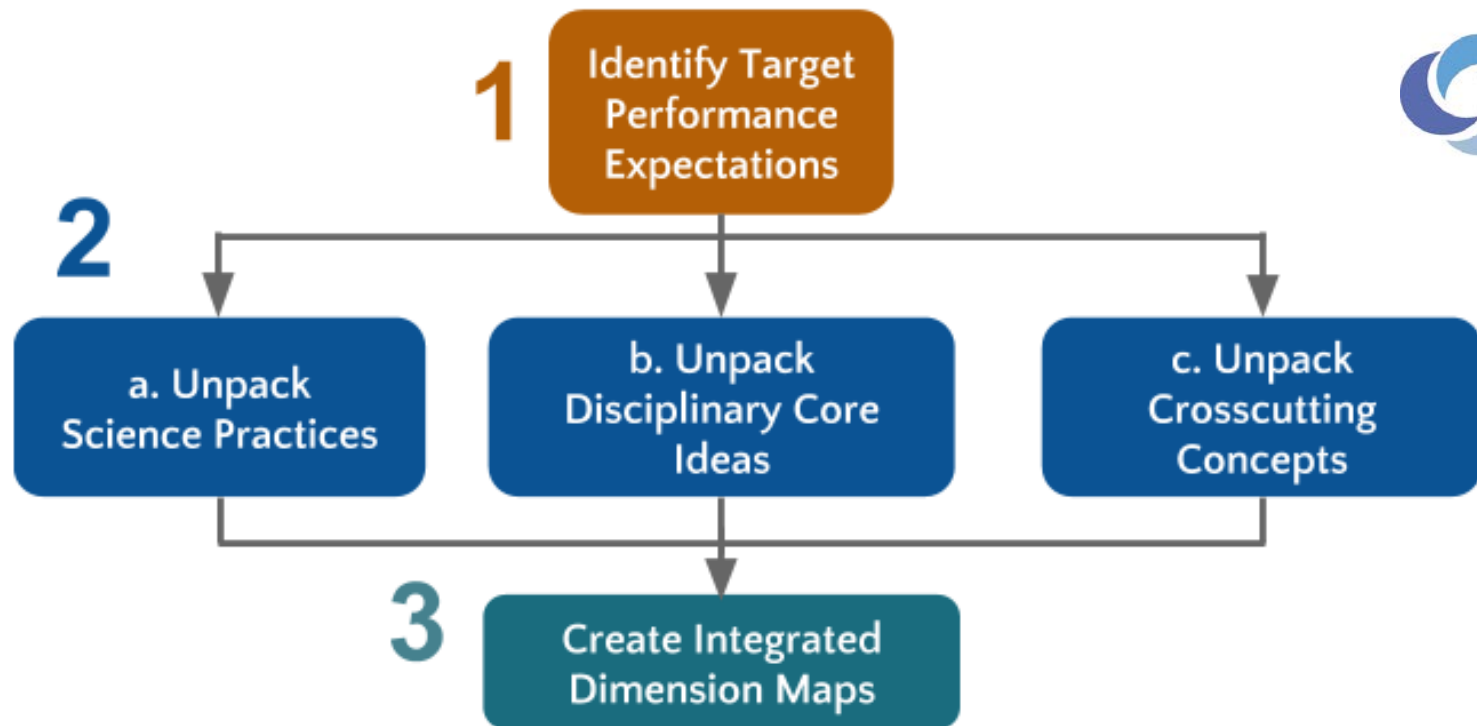 1
Identify Target
Performance
Expectations
2
a. Unpack
Science Practices
b. Unpack
Disciplinary Core
Ideas
c. Unpack
Crosscutting
Concepts
3
Create Integrated
Dimension Maps